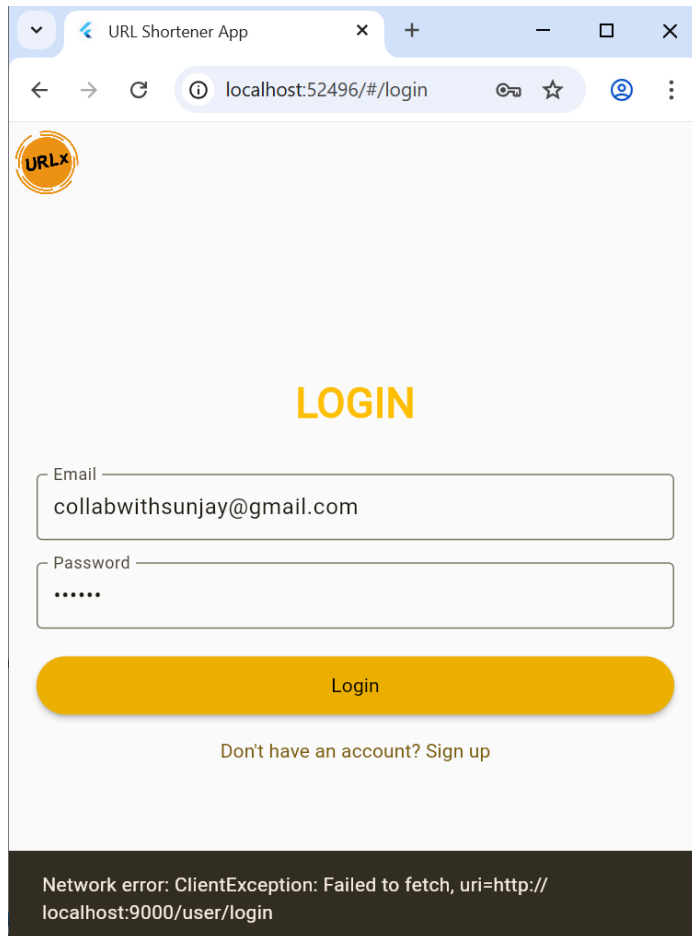 URL Shortener App
localhost:52496/#/login
URLx
LOGIN
Email
collabwithsunjay@gmail.com
Password
••••••
Login
Don't have an account? Sign up
Network error: ClientException: Failed to fetch, uri=http://
localhost:9000/user/login